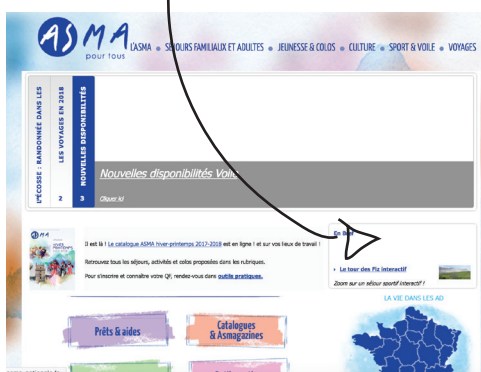 ASMA
pour tous
L'ASMA SÉJOURS FAMILIAUX ET ADULTES JEUNESSE & COLOS CULTURE SPORT & VOILE VOYAGES
L'ÉCOSSE : RANDONNÉE DANS LES
LES VOYAGES EN 2018
2
NOUVELLES DISPONIBILITÉS
3
Nouvelles disponibilités Voile
Cliquer ici
En Bref
Il est là ! Le catalogue ASMA hiver-printemps 2017-2018 est en ligne ! et sur vos lieux de travail !
Retrouvez tous les séjours, activités et colos proposées dans les rubriques.
Pour s'inscrire et connaître votre QF, rendez-vous dans outils pratiques.
› Le tour des Fiz interactif
Zoom sur un séjour sportif interactif !
LA VIE DANS LES AD
Prêts & aides
Catalogues
& Asmagazines